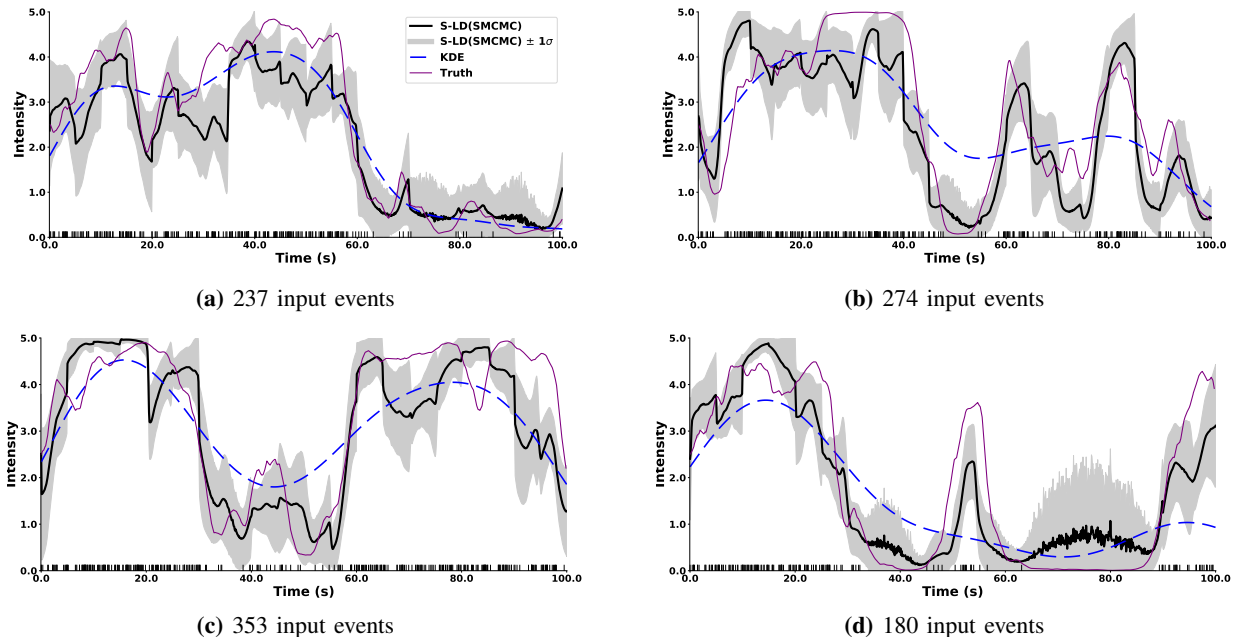 5.0
4.0
3.0
2.0
1.0
0.0
Intensity
0.0 20.0 40.0 60.0 80.0 100.0
Time (s)
S-LD(SMCMC)
S-LD(SMCMC) ± 1σ
KDE
Truth
(a) 237 input events
5.0
4.0
3.0
2.0
1.0
0.0
Intensity
0.0 20.0 40.0 60.0 80.0 100.0
Time (s)
(b) 274 input events
5.0
4.0
3.0
2.0
1.0
0.0
Intensity
0.0 20.0 40.0 60.0 80.0 100.0
Time (s)
(c) 353 input events
5.0
4.0
3.0
2.0
1.0
0.0
Intensity
0.0 20.0 40.0 60.0 80.0 100.0
Time (s)
(d) 180 input events